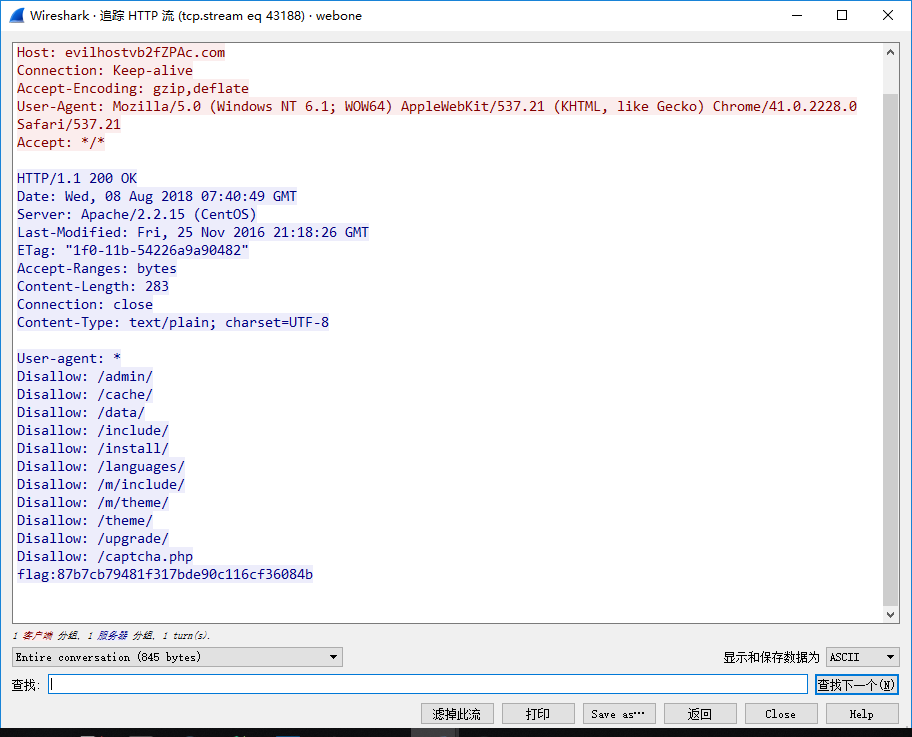 Wireshark · 追踪 HTTP 流 (tcp.stream eq 43188) · webone
Host: evilhostvb2fZPAc.com
Connection: Keep-alive
Accept-Encoding: gzip,deflate
User-Agent: Mozilla/5.0 (Windows NT 6.1; WOW64) AppleWebKit/537.21 (KHTML, like Gecko) Chrome/41.0.2228.0
Safari/537.21
Accept: */*
HTTP/1.1 200 OK
Date: Wed, 08 Aug 2018 07:40:49 GMT
Server: Apache/2.2.15 (CentOS)
Last-Modified: Fri, 25 Nov 2016 21:18:26 GMT
ETag: "1f0-11b-54226a9a90482"
Accept-Ranges: bytes
Content-Length: 283
Connection: close
Content-Type: text/plain; charset=UTF-8
User-agent: *
Disallow: /admin/
Disallow: /cache/
Disallow: /data/
Disallow: /include/
Disallow: /install/
Disallow: /languages/
Disallow: /m/include/
Disallow: /m/theme/
Disallow: /theme/
Disallow: /upgrade/
Disallow: /captcha.php
flag:87b7cb79481f317bde90c116cf36084b
1 客户端 分组, 1 服务器 分组, 1 turn(s).
Entire conversation (845 bytes) 显示和保存数据为 ASCII
查找: 查找下一个(N)
滤掉此流 打印 Save as… 返回 Close Help